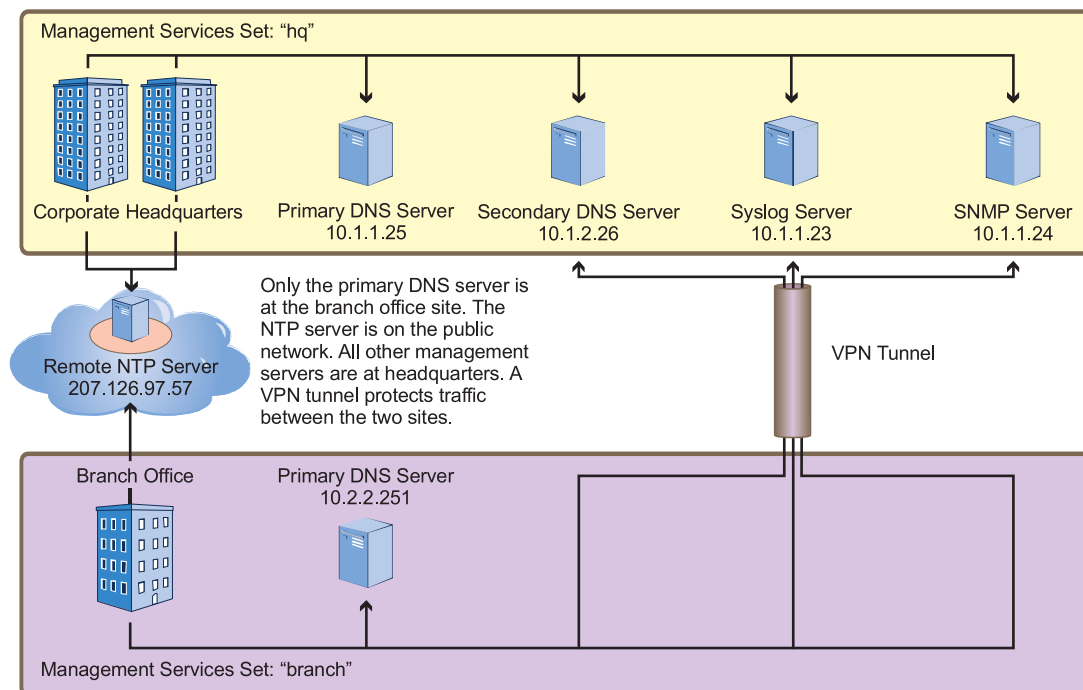 Management Services Set: “hq”
Corporate Headquarters
Primary DNS Server
10.1.1.25
Secondary DNS Server
10.1.2.26
Syslog Server
10.1.1.23
SNMP Server
10.1.1.24
Remote NTP Server
207.126.97.57
Only the primary DNS server is
at the branch office site. The
NTP server is on the public
network. All other management
servers are at headquarters. A
VPN tunnel protects traffic
between the two sites.
VPN Tunnel
Branch Office
Primary DNS Server
10.2.2.251
Management Services Set: “branch”